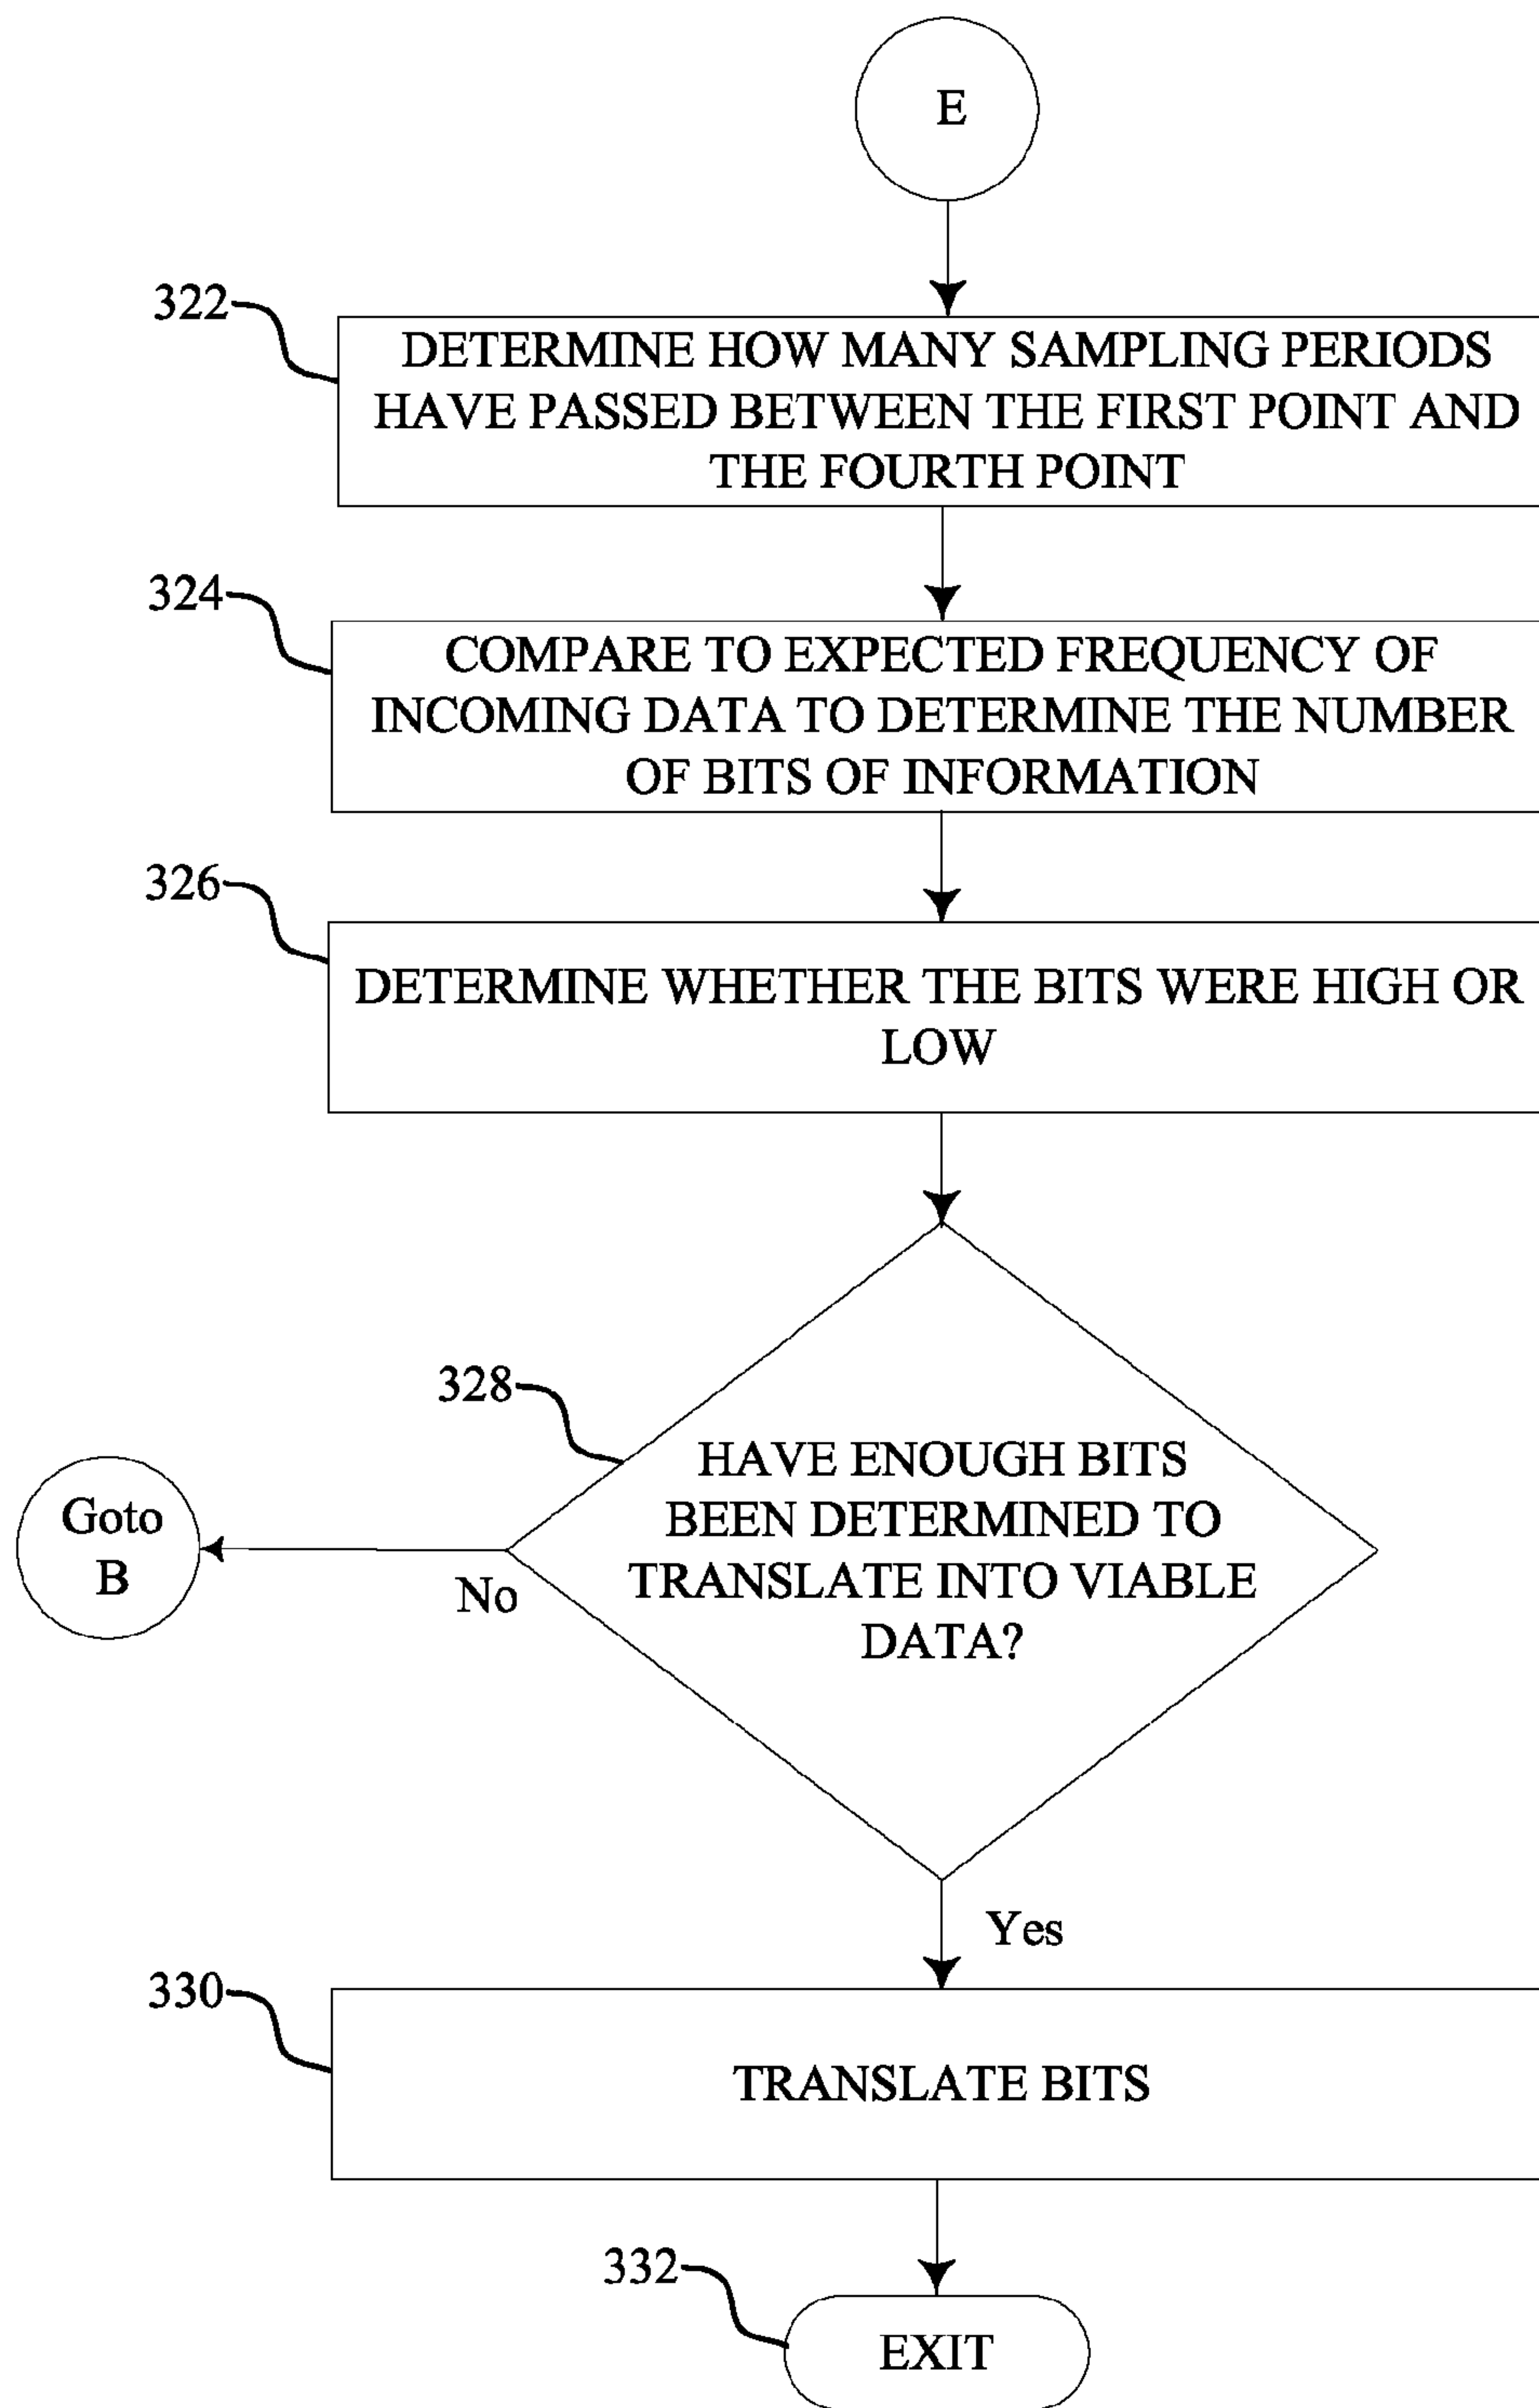 E
322
DETERMINE HOW MANY SAMPLING PERIODS
HAVE PASSED BETWEEN THE FIRST POINT AND
THE FOURTH POINT
324
COMPARE TO EXPECTED FREQUENCY OF
INCOMING DATA TO DETERMINE THE NUMBER
OF BITS OF INFORMATION
326
DETERMINE WHETHER THE BITS WERE HIGH OR
LOW
328
HAVE ENOUGH BITS
BEEN DETERMINED TO
TRANSLATE INTO VIABLE
DATA?
Goto
B
No
Yes
330
TRANSLATE BITS
332
EXIT